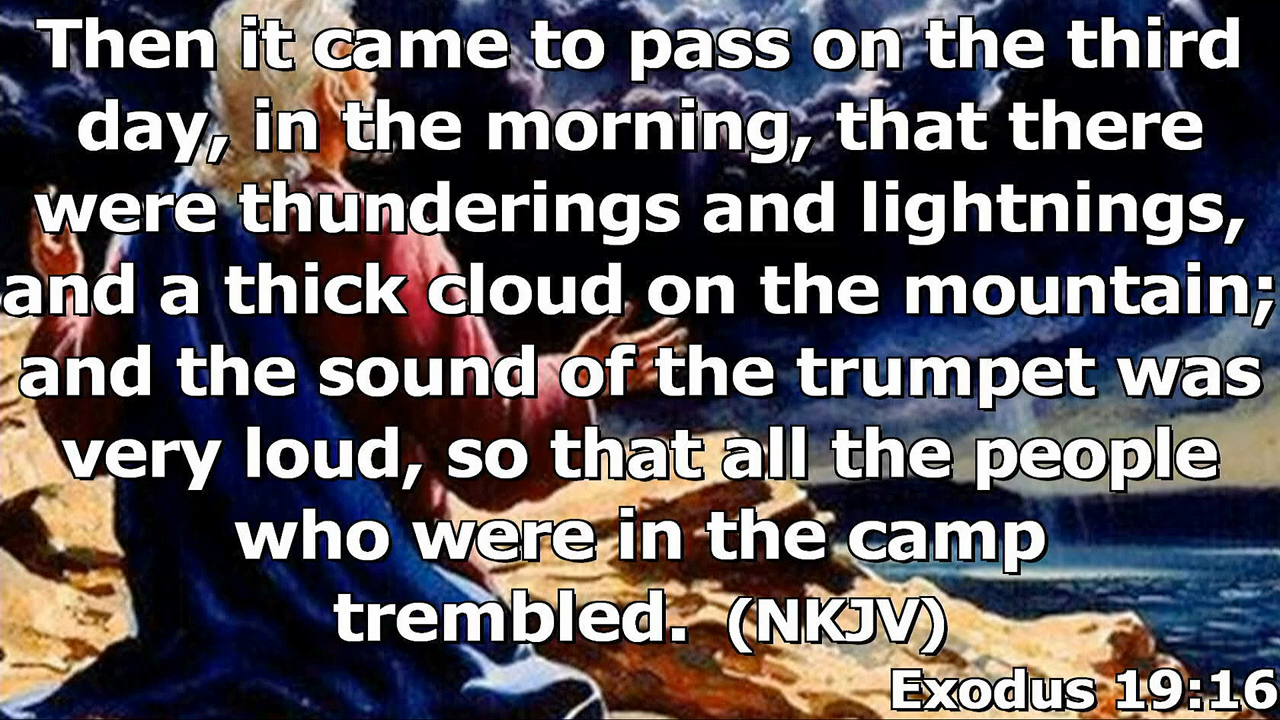 Then it came to pass on the third
day, in the morning, that there
were thunderings and lightnings,
and a thick cloud on the mountain;
and the sound of the trumpet was
very loud, so that all the people
who were in the camp
trembled. (NKJV)
Exodus 19:16